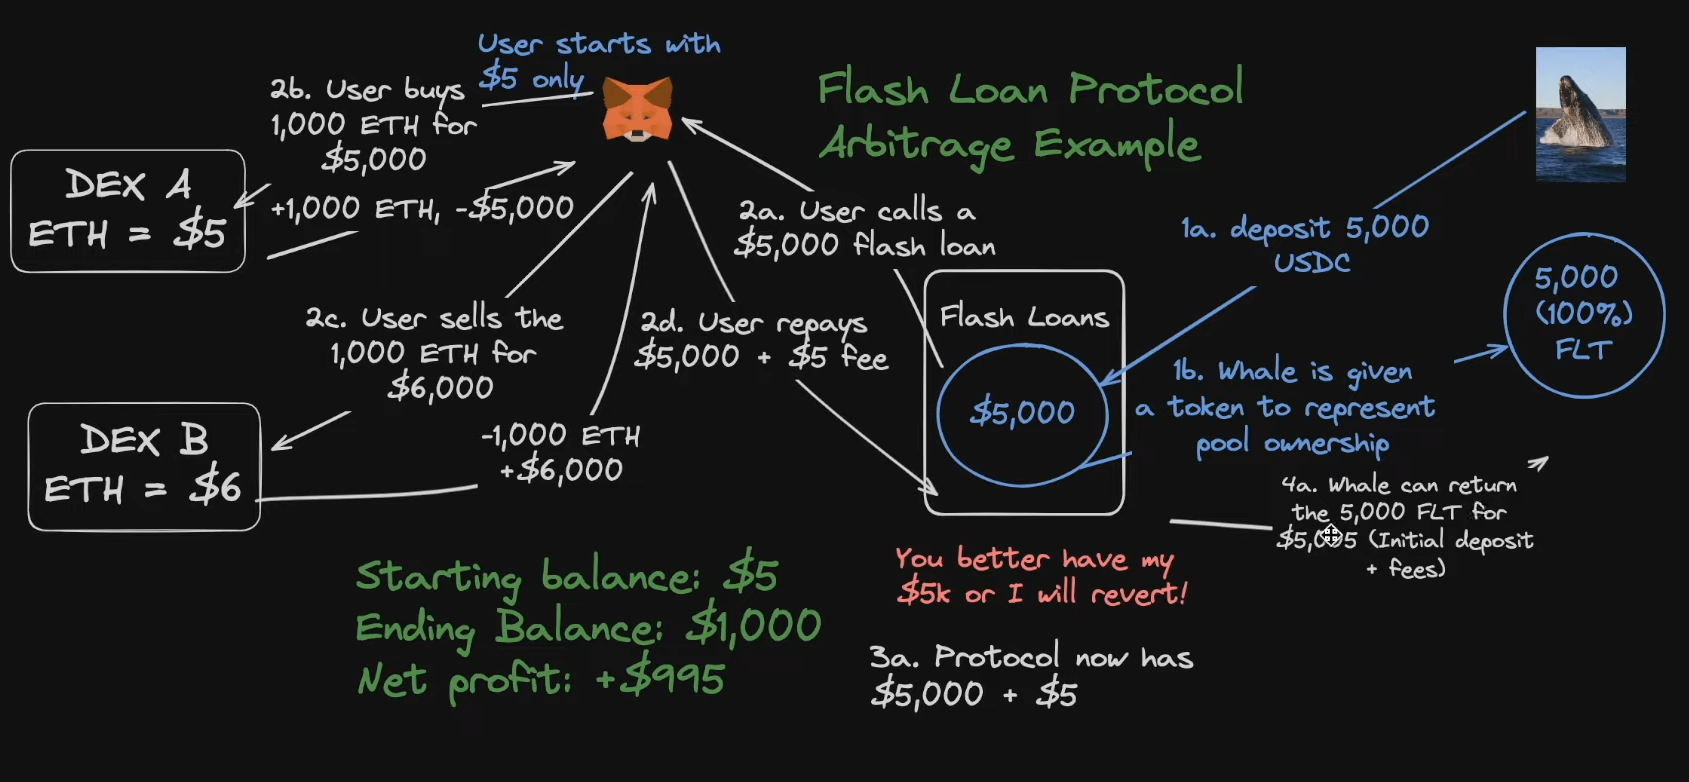 User starts with
$5 only
Flash Loan Protocol
Arbitrage Example
2b. User buys
1,000 ETH for
$5,000
DEX A
ETH = $5
+1,000 ETH, -$5,000
2a. User calls a
$5,000 flash loan
1a. deposit 5,000
USDC
5,000
(100%)
FLT
2c. User sells the
1,000 ETH for
$6,000
2d. User repays
$5,000 + $5 fee
Flash Loans
$5,000
1b. Whale is given
a token to represent
pool ownership
DEX B
ETH = $6
-1,000 ETH
+$6,000
4a. Whale can return
the 5,000 FLT for
(Initial deposit
+ fees)
You better have my
$5k or I will revert!
Starting balance: $5
Ending Balance: $1,000
Net profit: +$995
3a. Protocol now has
$5,000 + $5